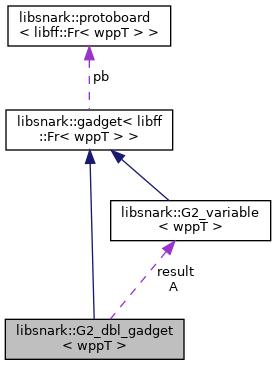 libsnark::protoboard
< libff::Fr< wppT > >
pb
libsnark::gadget< libff
::Fr< wppT > >
libsnark::G2_variable
< wppT >
result
A
libsnark::G2_dbl_gadget
< wppT >